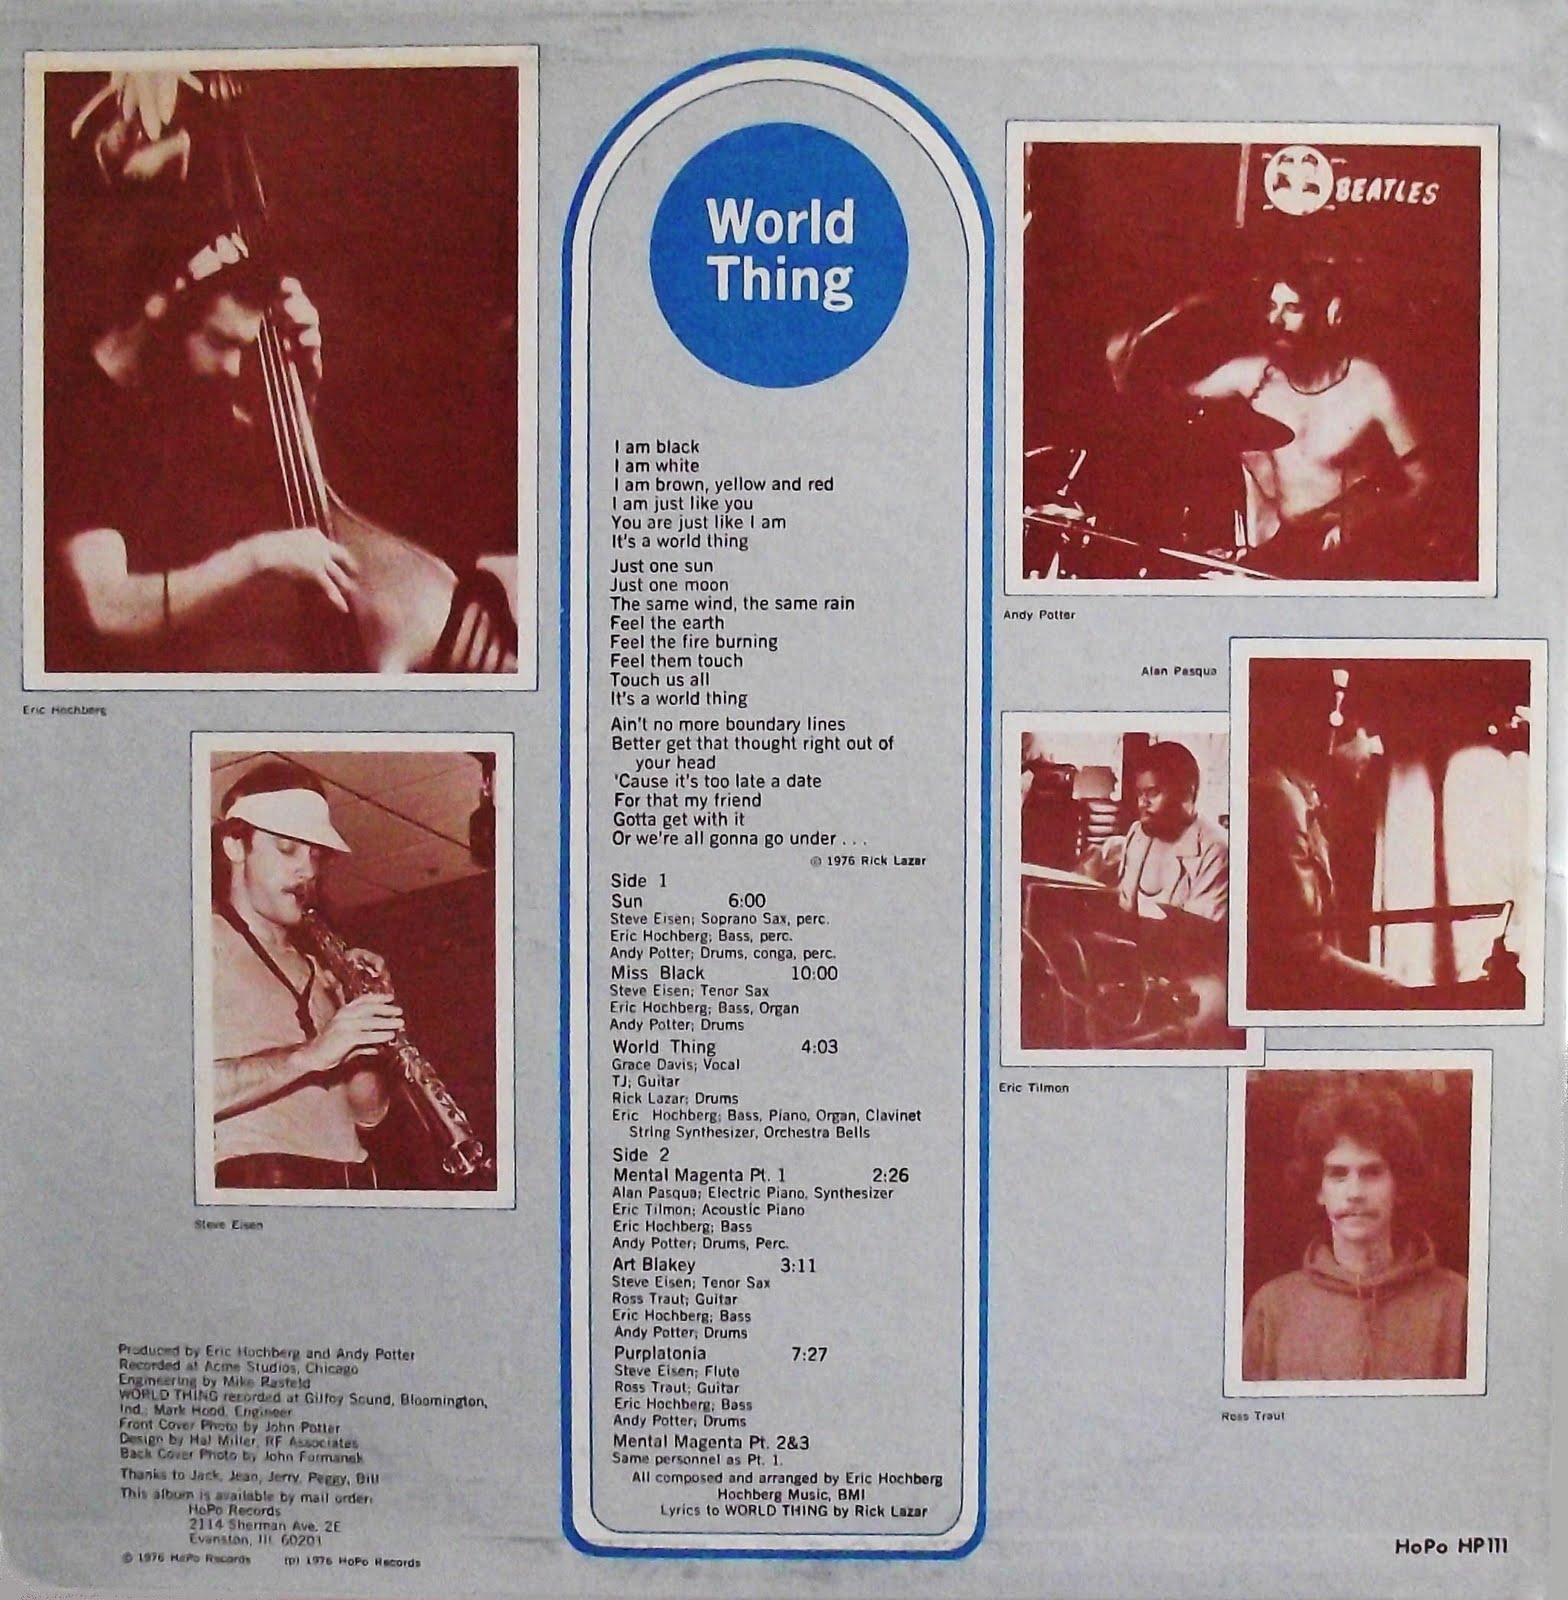 World
Thing
I am black
I am white
I am brown, yellow and red
I am just like you
You are just like I am
It's a world thing
Just one sun
Just one moon
The same wind, the same rain
Feel the earth
Feel the fire burning
Feel them touch
Touch us all
It's a world thing
Ain't no more boundary lines
Better get that thought right out of
your head
'Cause it's too late a date
For that my friend
Gotta get with it
Or we're all gonna go under . . .
© 1976 Rick Lazar
Side 1
Sun 6:00
Steve Eisen; Soprano Sax, perc.
Eric Hochberg; Bass, perc.
Andy Potter; Drums, conga, perc.
Miss Black 10:00
Steve Eisen; Tenor Sax
Eric Hochberg; Bass, Organ
Andy Potter; Drums
World Thing 4:03
Grace Davis; Vocal
TJ; Guitar
Rick Lazar; Drums
Eric Hochberg; Bass, Piano, Organ, Clavinet
String Synthesizer, Orchestra Bells
Side 2
Mental Magenta Pt. 1 2:26
Alan Pasqua; Electric Piano, Synthesizer
Eric Tilmon; Acoustic Piano
Eric Hochberg; Bass
Andy Potter; Drums, Perc.
Art Blakey 3:11
Steve Eisen; Tenor Sax
Ross Traut; Guitar
Eric Hochberg; Bass
Andy Potter; Drums
Purplatonia 7:27
Steve Eisen; Flute
Ross Traut; Guitar
Eric Hochberg; Bass
Andy Potter; Drums
Mental Magenta Pt. 2&3
Same personnel as Pt. 1.
All composed and arranged by Eric Hochberg
Hochberg Music, BMI
Lyrics to WORLD THING by Rick Lazar
Eric Hochberg
Steve Eisen
Produced by Eric Hochberg and Andy Potter
Recorded at Acme Studios, Chicago
Engineering by Mike Rasfeld
WORLD THING recorded at Gilfoy Sound, Bloomington,
Ind.; Mark Hood, Engineer
Front Cover Photo by John Potter
Design by Hal Miller, RF Associates
Back Cover Photo by John Formanek
Thanks to Jack, Jean, Jerry, Peggy, Bill
This album is available by mail order:
HoPo Records
2114 Sherman Ave. 2E
Evanston, Ill 60201
© 1976 HoPo Records (p) 1976 HoPo Records
BEATLES
Andy Potter
Alan Pasqua
Eric Tilmon
Ross Traut
HoPo HP111